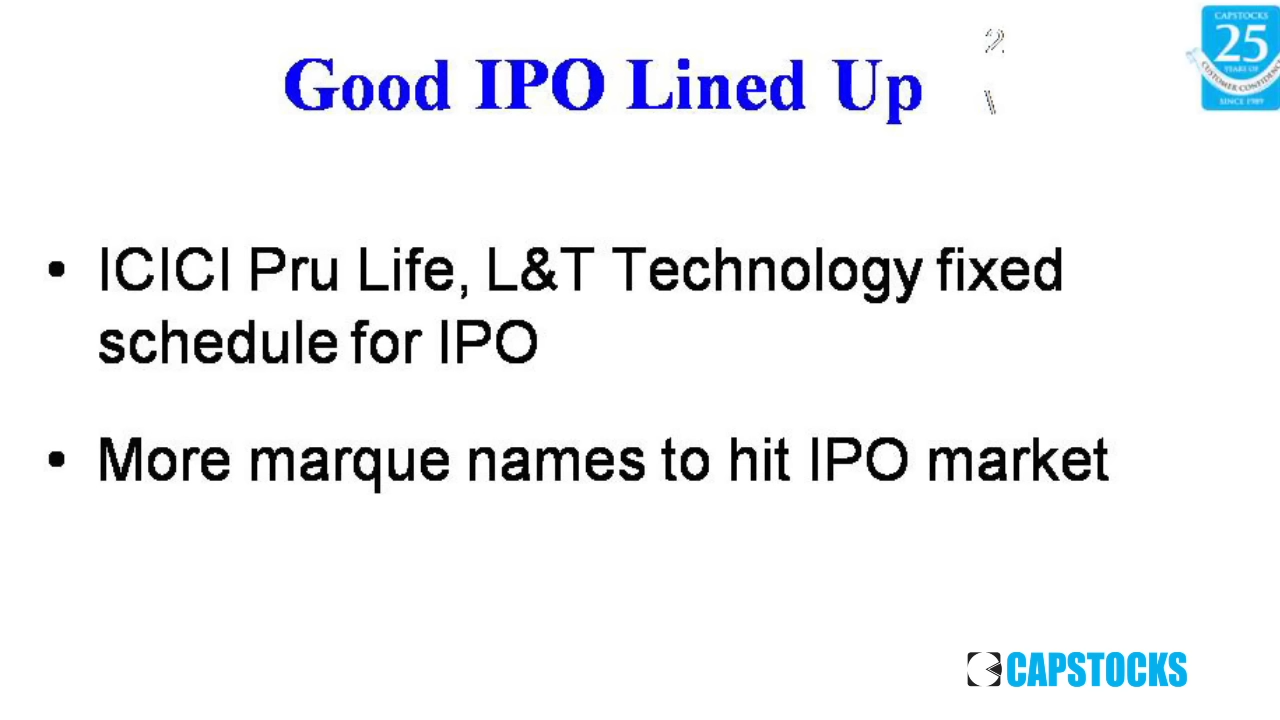 Good IPO Lined Up
CAPSTOCKS
25
YEARS OF
CUSTOMER CONFIDENCE
SINCE 1989
• ICICI Pru Life, L&T Technology fixed
schedule for IPO
• More marque names to hit IPO market
CAPSTOCKS